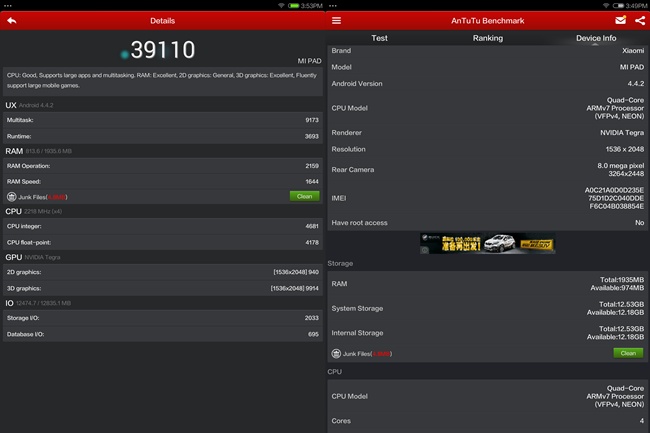 3:53PM
Details
39110
MI PAD
CPU: Good, Supports large apps and multitasking. RAM: Excellent, 2D graphics: General, 3D graphics: Excellent, Fluently
support large mobile games.
UX Android 4.4.2
Multitask: 9173
Runtime: 3693
RAM 813.6 / 1935.6 MB
RAM Operation: 2159
RAM Speed: 1644
Junk Files Clean
CPU 2218 MHz (x4)
CPU integer: 4681
CPU float-point: 4178
GPU NVIDIA Tegra
2D graphics: [1536x2048] 940
3D graphics: [1536x2048] 9914
IO 12474.7 / 12835.1 MB
Storage I/O: 2033
Database I/O: 695
3:49PM
AnTuTu Benchmark
Test Ranking Device Info
Brand Xiaomi
Model MI PAD
Android Version 4.4.2
CPU Model Quad-Core
ARMv7 Processor
(VFPv4, NEON)
Renderer NVIDIA Tegra
Resolution 1536 x 2048
Rear Camera 8.0 mega pixel
3264x2448
IMEI A0C21A0D0D235E
75D1D2C040DDE
F6C04B038854E
Have root access No
准备再出发!
Storage
RAM Total:1935MB
Available:974MB
System Storage Total:12.53GB
Available:12.18GB
Internal Storage Total:12.53GB
Available:12.18GB
Junk Files Clean
CPU
CPU Model Quad-Core
ARMv7 Processor
(VFPv4, NEON)
Cores 4